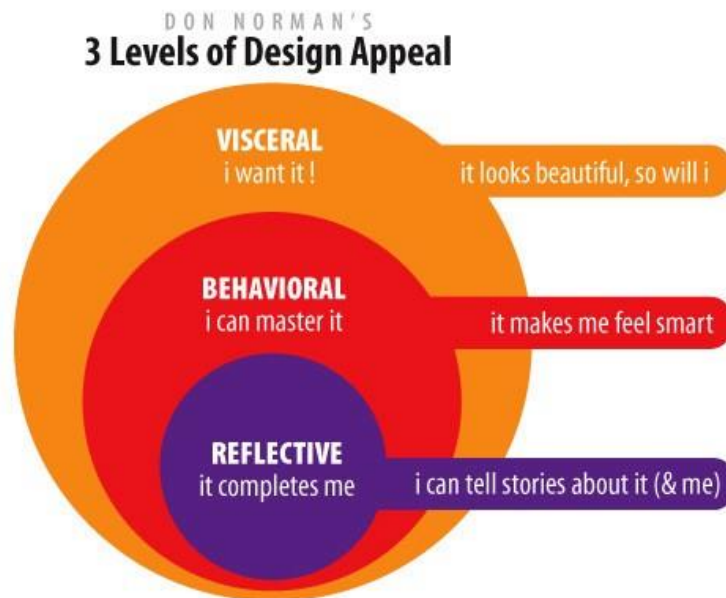 DON NORMAN'S
3 Levels of Design Appeal
VISCERAL
i want it !
it looks beautiful, so will i
BEHAVIORAL
i can master it
it makes me feel smart
REFLECTIVE
it completes me
i can tell stories about it (& me)